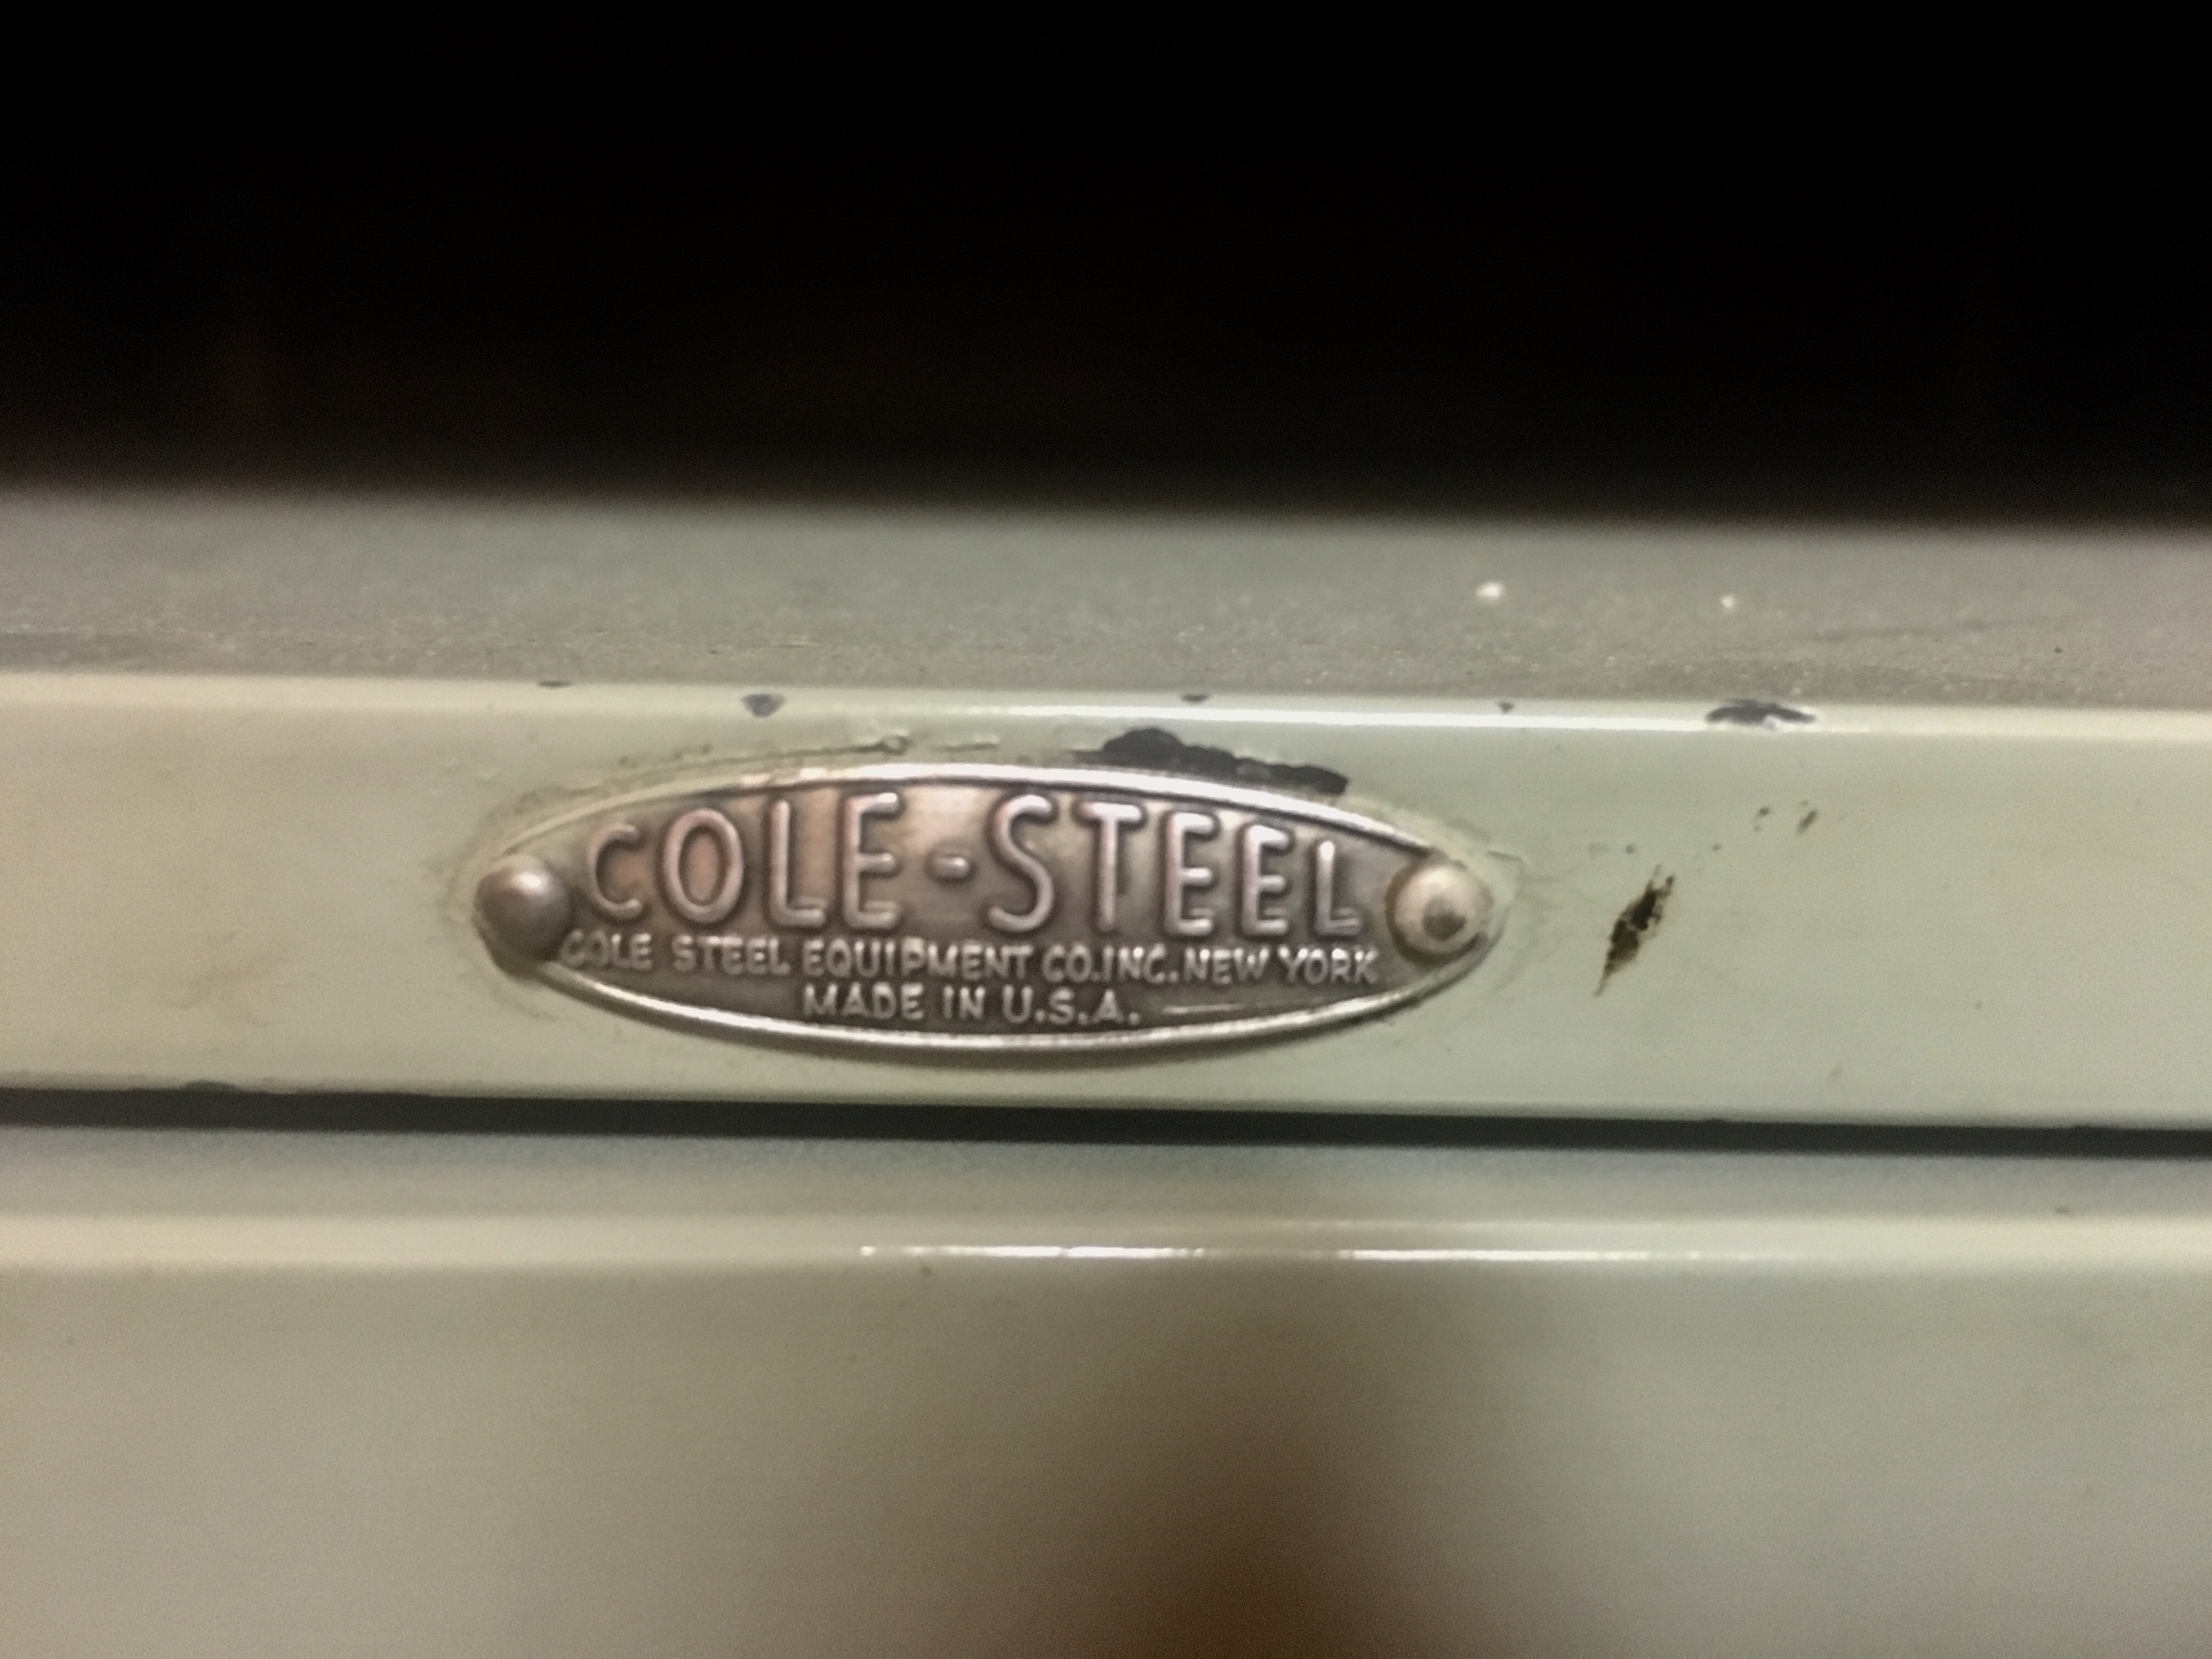 COLE-STEEL
COLE STEEL EQUIPMENT CO.INC.NEW YORK
MADE IN U.S.A.